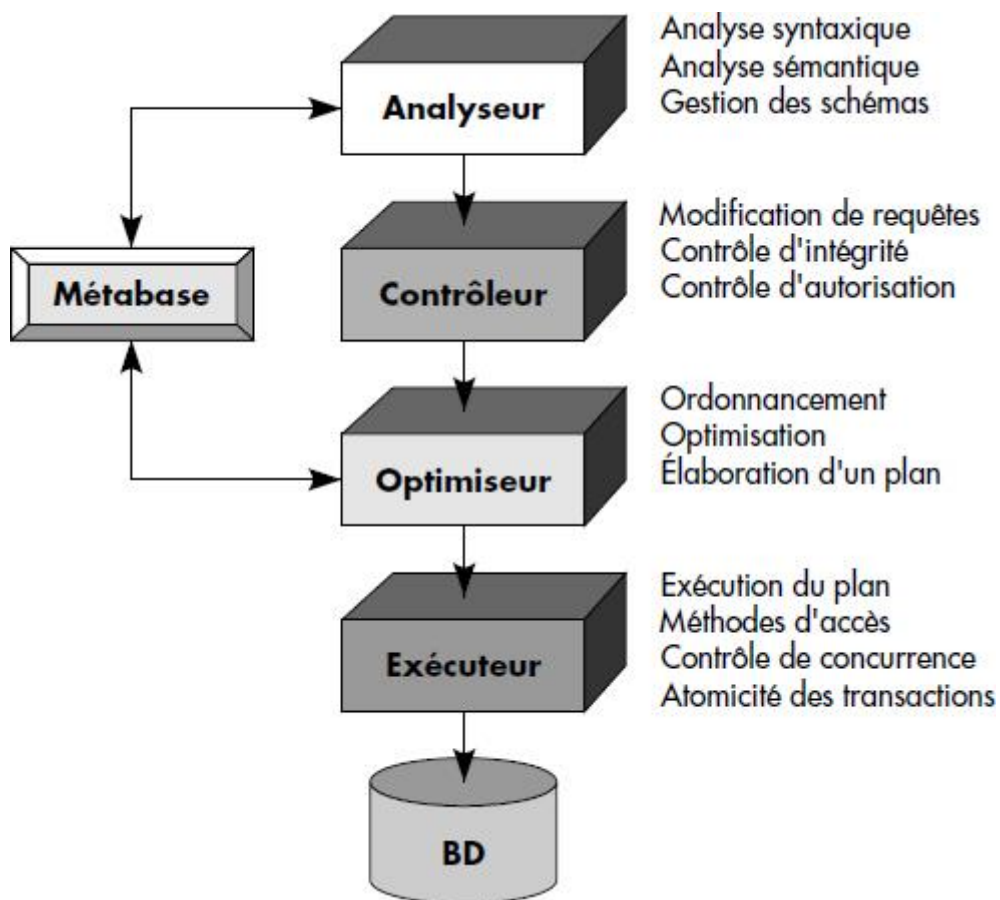 Analyseur
Analyse syntaxique
Analyse sémantique
Gestion des schémas
Métabase
Contrôleur
Modification de requêtes
Contrôle d'intégrité
Contrôle d'autorisation
Optimiseur
Ordonnancement
Optimisation
Élaboration d'un plan
Exécuteur
Exécution du plan
Méthodes d'accès
Contrôle de concurrence
Atomicité des transactions
BD